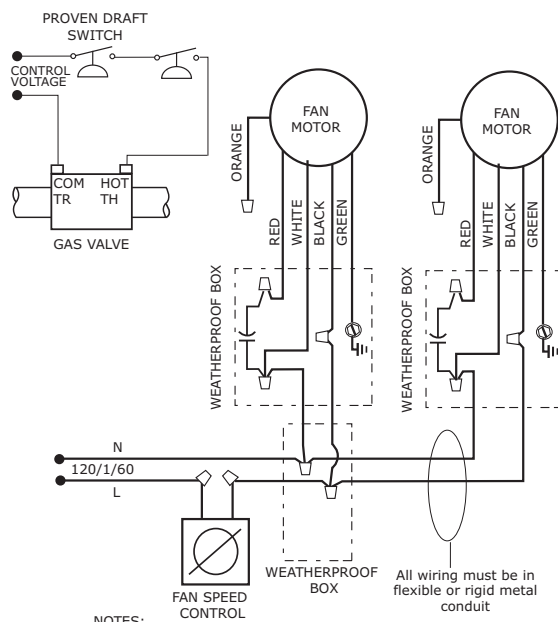 PROVEN DRAFT
SWITCH
CONTROL
VOLTAGE
COM
TR
HOT
TH
GAS VALVE
FAN
MOTOR
ORANGE
RED
WHITE
BLACK
GREEN
WEATHERPROOF BOX
FAN
MOTOR
ORANGE
RED
WHITE
BLACK
GREEN
WEATHERPROOF BOX
N
120/1/60
L
FAN SPEED
CONTROL
WEATHERPROOF
BOX
All wiring must be in
flexible or rigid metal
conduit
NOTES: